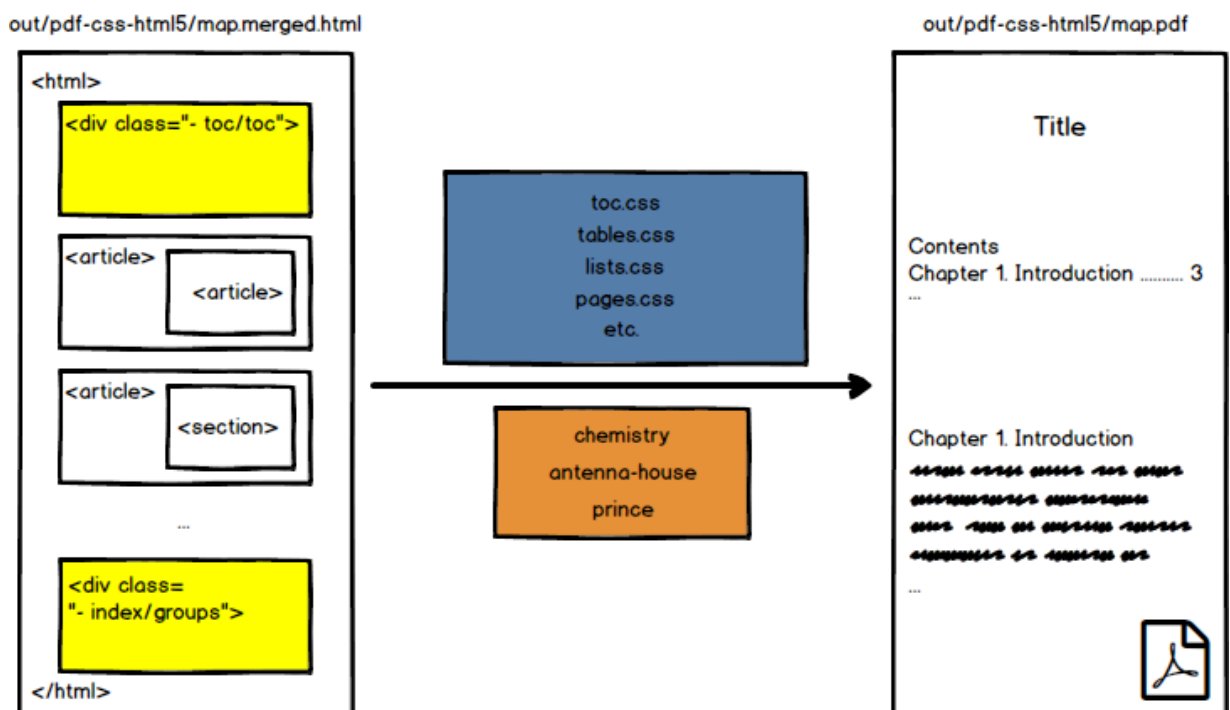 out/pdf-css-html5/map.merged.html
<html>
<div class="- toc/toc">
<article>
<article>
<article>
<section>
...
<div class=
"- index/groups">
</html>
toc.css
tables.css
lists.css
pages.css
etc.
chemistry
antenna-house
prince
out/pdf-css-html5/map.pdf
Title
Contents
Chapter 1. Introduction .......... 3
...
Chapter 1. Introduction
...